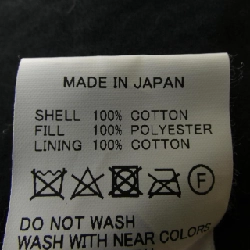 MADE IN JAPAN
SHELL 100% COTTON
FILL 100% POLYESTER
LINING 100% COTTON
F
DO NOT WASH
WASH WITH NEAR COLORS